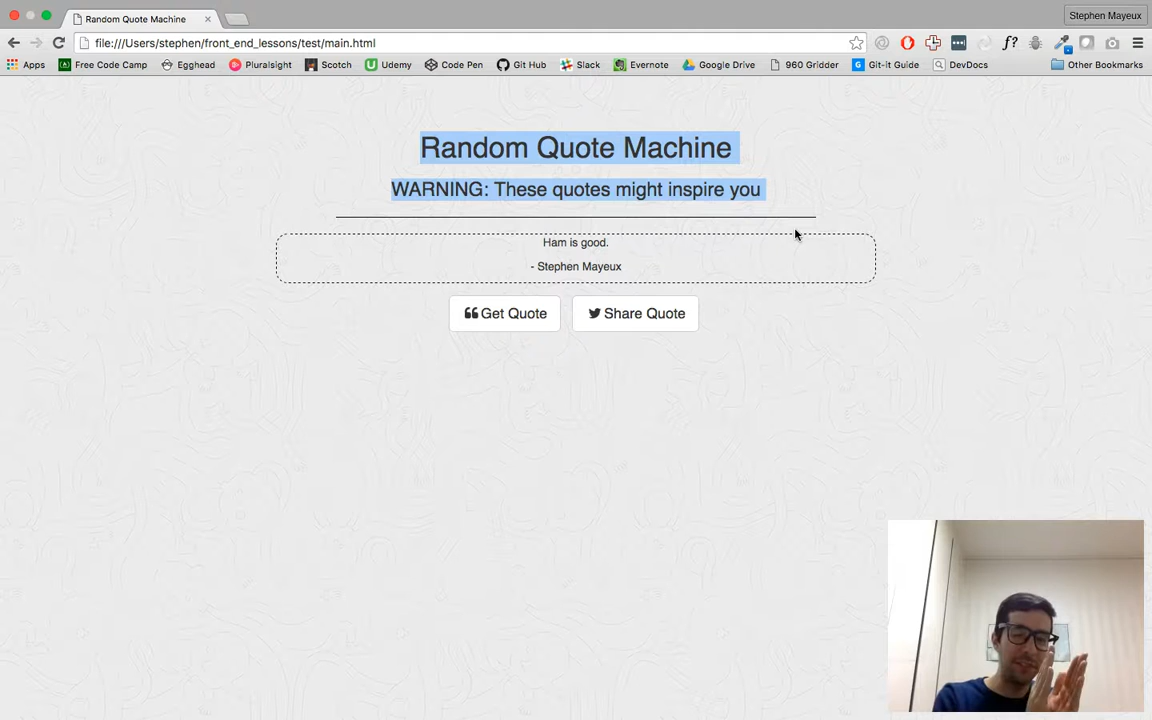 Random Quote Machine
Stephen Mayeux
file:///Users/stephen/front_end_lessons/test/main.html
f?
Apps Free Code Camp Egghead Pluralsight Scotch Udemy Code Pen Git Hub Slack Evernote Google Drive 960 Gridder Git-it Guide DevDocs Other Bookmarks
Random Quote Machine
WARNING: These quotes might inspire you
Ham is good.
- Stephen Mayeux
Get Quote Share Quote